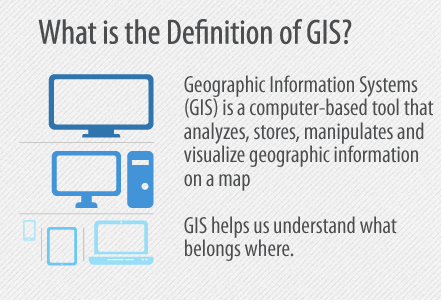 What is the Definition of GIS?
Geographic Information Systems
(GIS) is a computer-based tool that
analyzes, stores, manipulates and
visualize geographic information
on a map
GIS helps us understand what
belongs where.